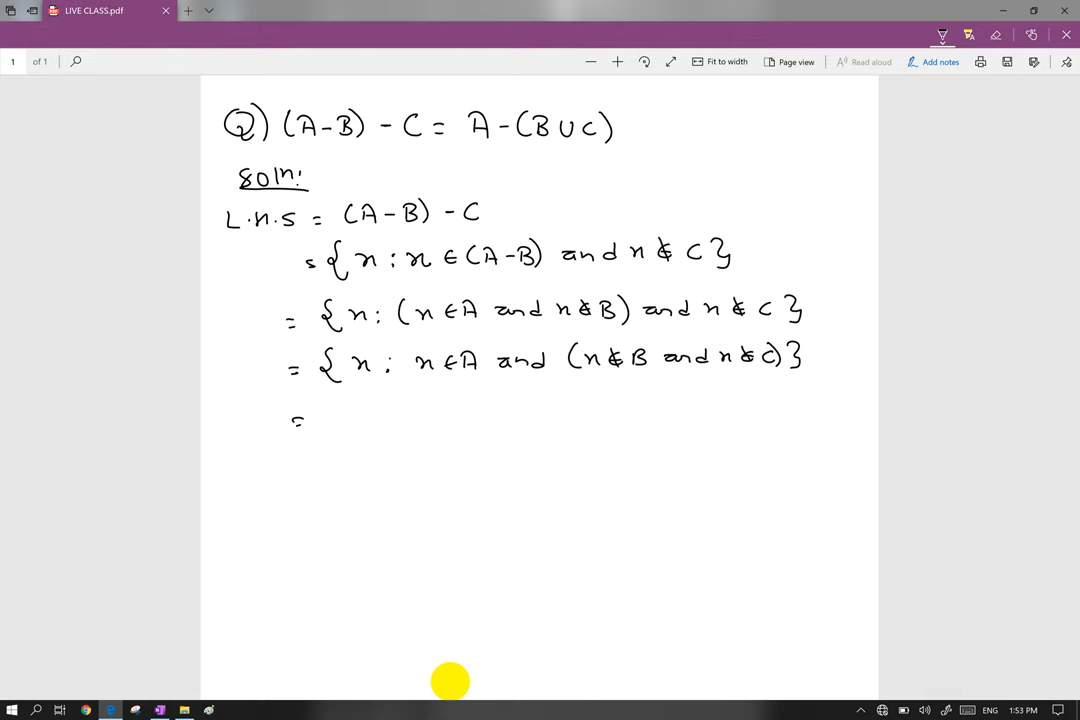 LIVE CLASS.pdf
1 of 1
Fit to width
Page view
Read aloud
Add notes
Q) (A-B) - C = A - (B ∪ C)
Soln:
L.H.S = (A-B) - C
= { x : x ∈ (A-B) and x ∉ C }
= { x : (x ∈ A and x ∉ B) and x ∉ C }
= { x : x ∈ A and (x ∉ B and x ∉ C) }
=
ENG 1:53 PM